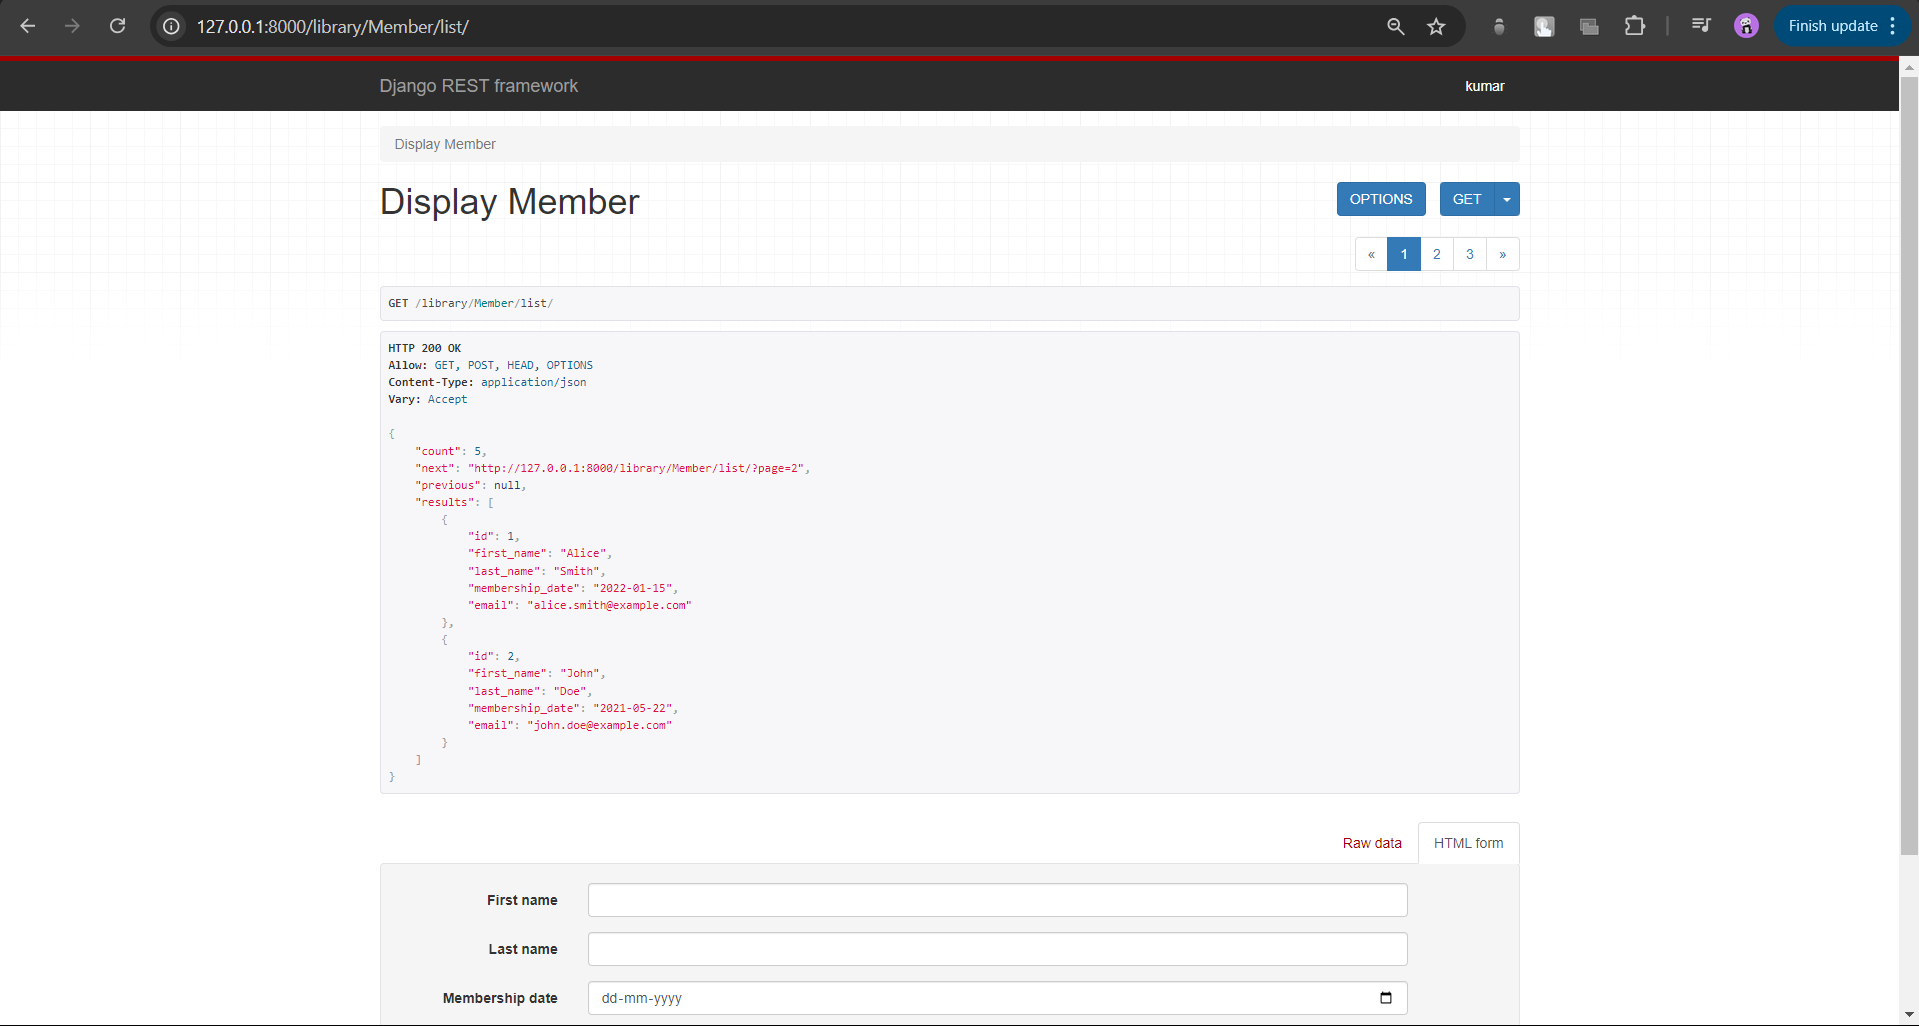 127.0.0.1:8000/library/Member/list/
Finish update
Django REST framework
kumar
Display Member
Display Member
OPTIONS
GET
« 1 2 3 »
GET /library/Member/list/
HTTP 200 OK
Allow: GET, POST, HEAD, OPTIONS
Content-Type: application/json
Vary: Accept
{
"count": 5,
"next": "http://127.0.0.1:8000/library/Member/list/?page=2",
"previous": null,
"results": [
{
"id": 1,
"first_name": "Alice",
"last_name": "Smith",
"membership_date": "2022-01-15",
"email": "alice.smith@example.com"
},
{
"id": 2,
"first_name": "John",
"last_name": "Doe",
"membership_date": "2021-05-22",
"email": "john.doe@example.com"
}
]
}
Raw data
HTML form
First name
Last name
Membership date
dd-mm-yyyy